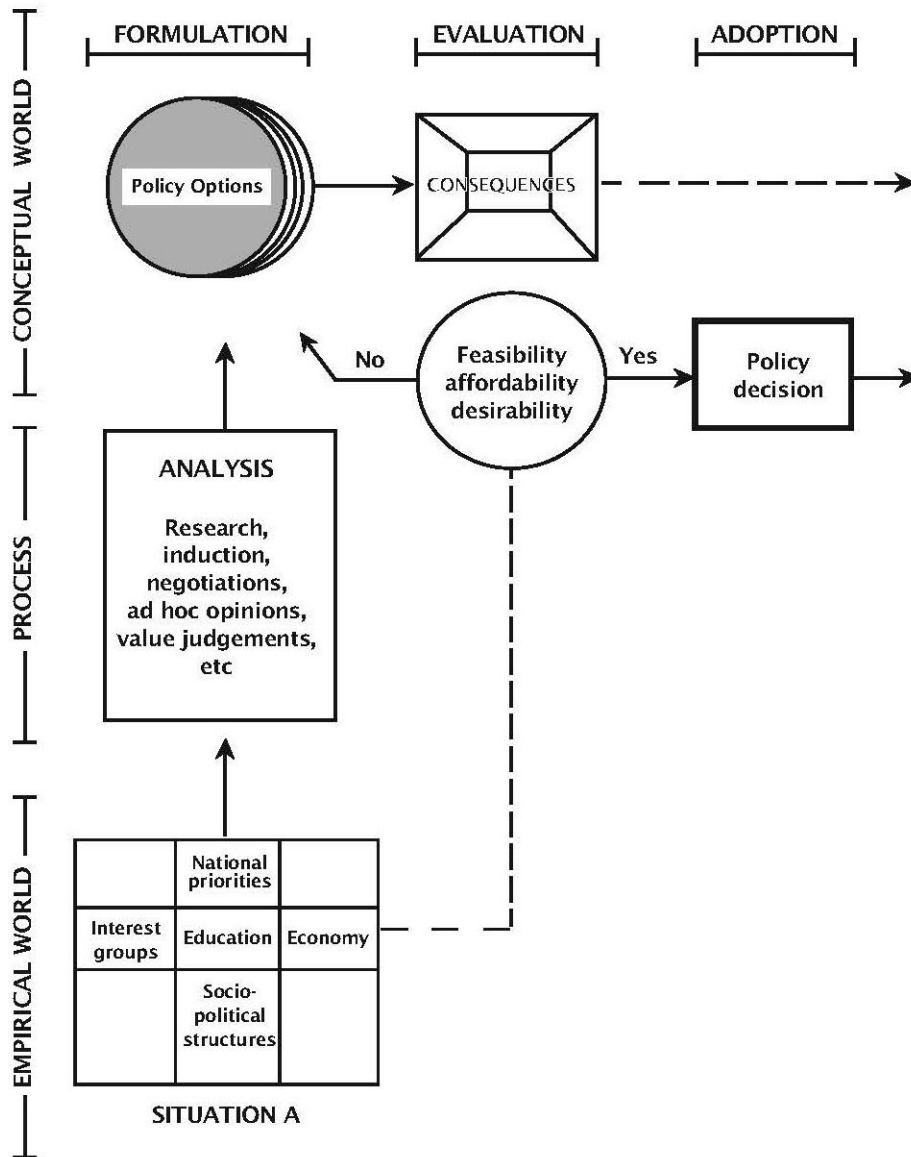 FORMULATION
EVALUATION
ADOPTION
CONCEPTUAL WORLD
Policy Options
CONSEQUENCES
No
Feasibility
affordability
desirability
Yes
Policy
decision
PROCESS
ANALYSIS
Research,
induction,
negotiations,
ad hoc opinions,
value judgements,
etc
EMPIRICAL WORLD
National
priorities
Interest
groups
Education
Economy
Socio-
political
structures
SITUATION A